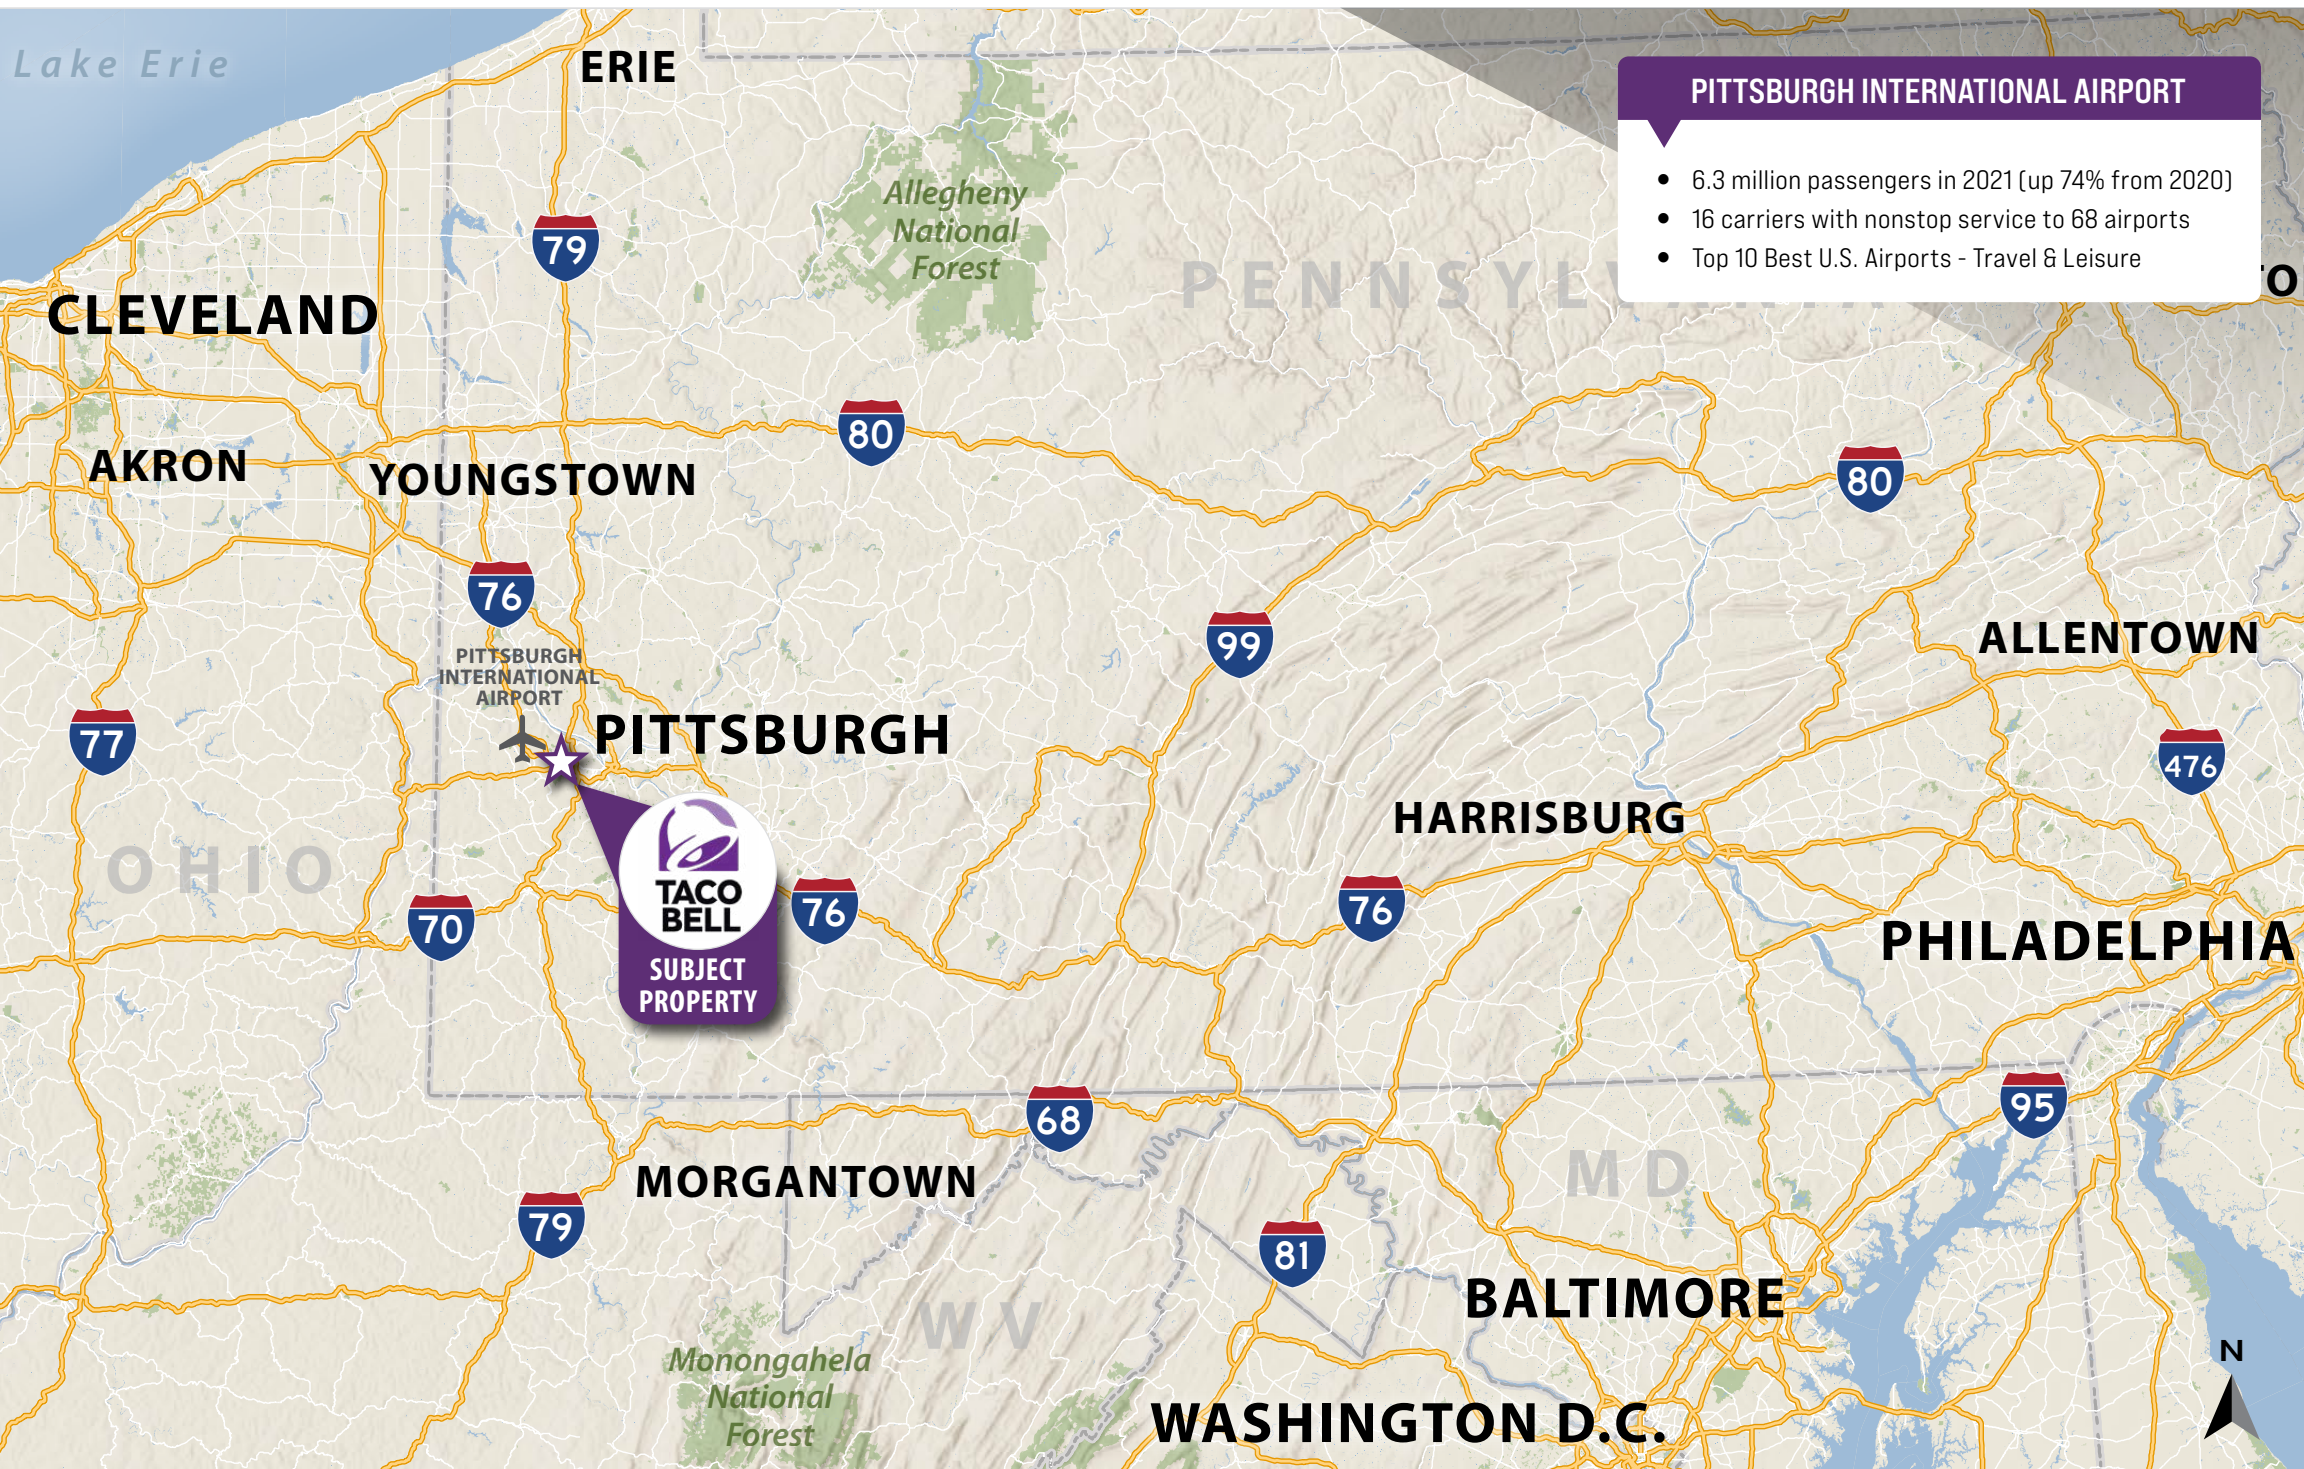 Lake Erie
ERIE
PITTSBURGH INTERNATIONAL AIRPORT
• 6.3 million passengers in 2021 (up 74% from 2020)
• 16 carriers with nonstop service to 68 airports
• Top 10 Best U.S. Airports - Travel & Leisure
Allegheny
National
Forest
79
PENNSYLVANIA
CLEVELAND
80
AKRON
YOUNGSTOWN
80
76
99
ALLENTOWN
PITTSBURGH
INTERNATIONAL
AIRPORT
PITTSBURGH
77
476
HARRISBURG
OHIO
TACO
BELL
76
76
70
PHILADELPHIA
SUBJECT
PROPERTY
68
95
MORGANTOWN
MD
79
81
BALTIMORE
WV
Monongahela
National
Forest
N
WASHINGTON D.C.